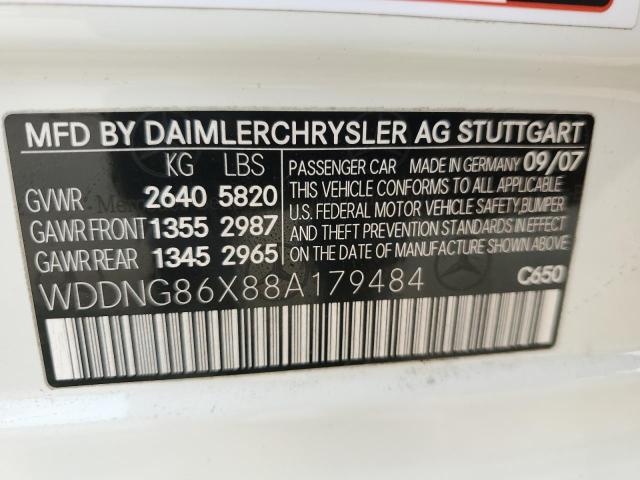 MFD BY DAIMLERCHRYSLER AG STUTTGART
KG LBS
GVWR 2640 5820
GAWR FRONT 1355 2987
GAWR REAR 1345 2965
PASSENGER CAR MADE IN GERMANY 09/07
THIS VEHICLE CONFORMS TO ALL APPLICABLE
U.S. FEDERAL MOTOR VEHICLE SAFETY, BUMPER
AND THEFT PREVENTION STANDARDS IN EFFECT
ON THE DATE OF MANUFACTURE SHOWN ABOVE.
WDDNG86X88A179484
C650